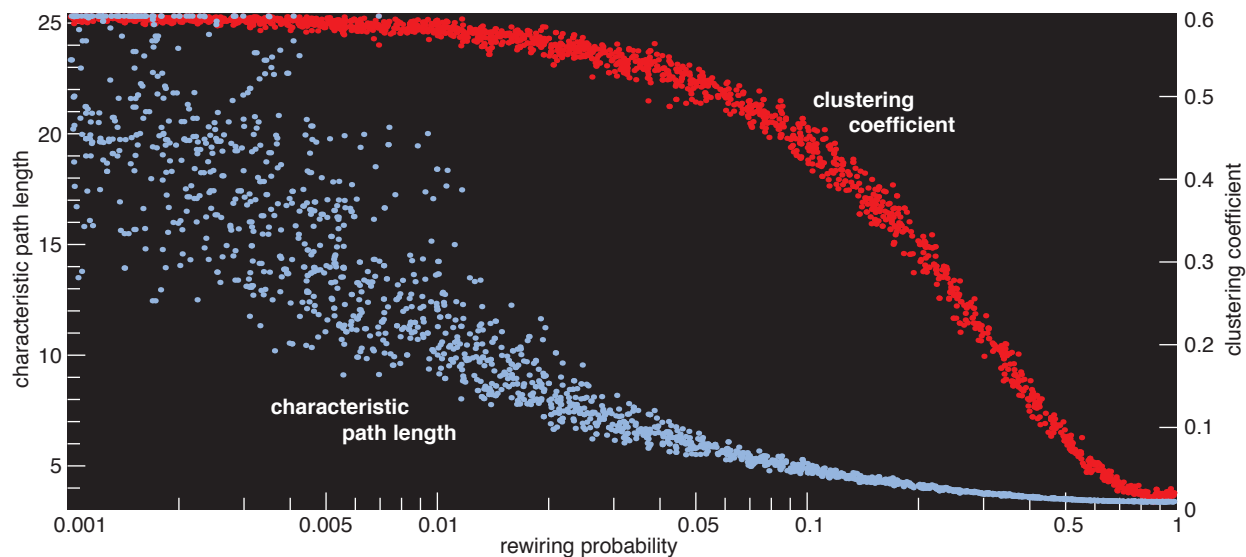 25
20
15
10
5
characteristic path length
0.6
0.5
0.4
0.3
0.2
0.1
0
clustering coefficient
clustering
coefficient
characteristic
path length
0.001
0.005
0.01
0.05
0.1
0.5
1
rewiring probability